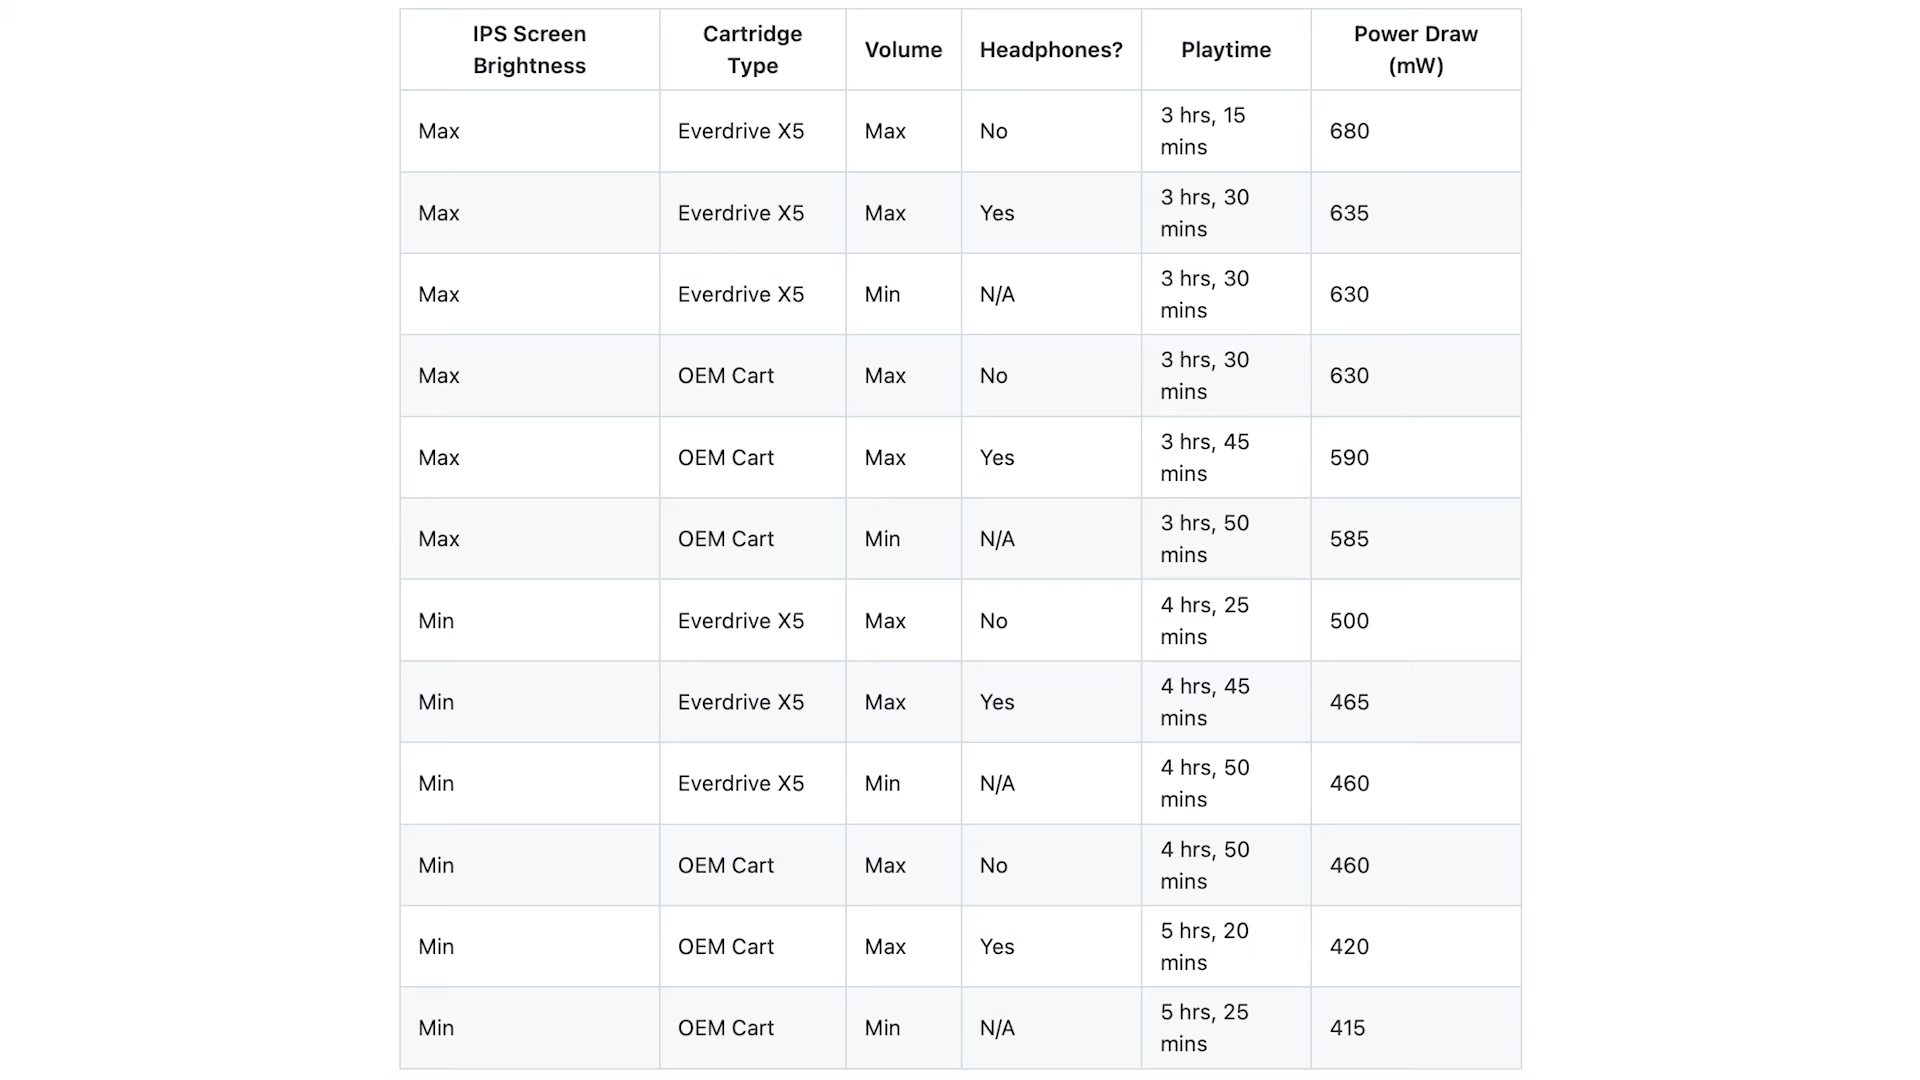 IPS Screen Brightness | Cartridge Type | Volume | Headphones? | Playtime | Power Draw (mW)
Max | Everdrive X5 | Max | No | 3 hrs, 15 mins | 680
Max | Everdrive X5 | Max | Yes | 3 hrs, 30 mins | 635
Max | Everdrive X5 | Min | N/A | 3 hrs, 30 mins | 630
Max | OEM Cart | Max | No | 3 hrs, 30 mins | 630
Max | OEM Cart | Max | Yes | 3 hrs, 45 mins | 590
Max | OEM Cart | Min | N/A | 3 hrs, 50 mins | 585
Min | Everdrive X5 | Max | No | 4 hrs, 25 mins | 500
Min | Everdrive X5 | Max | Yes | 4 hrs, 45 mins | 465
Min | Everdrive X5 | Min | N/A | 4 hrs, 50 mins | 460
Min | OEM Cart | Max | No | 4 hrs, 50 mins | 460
Min | OEM Cart | Max | Yes | 5 hrs, 20 mins | 420
Min | OEM Cart | Min | N/A | 5 hrs, 25 mins | 415